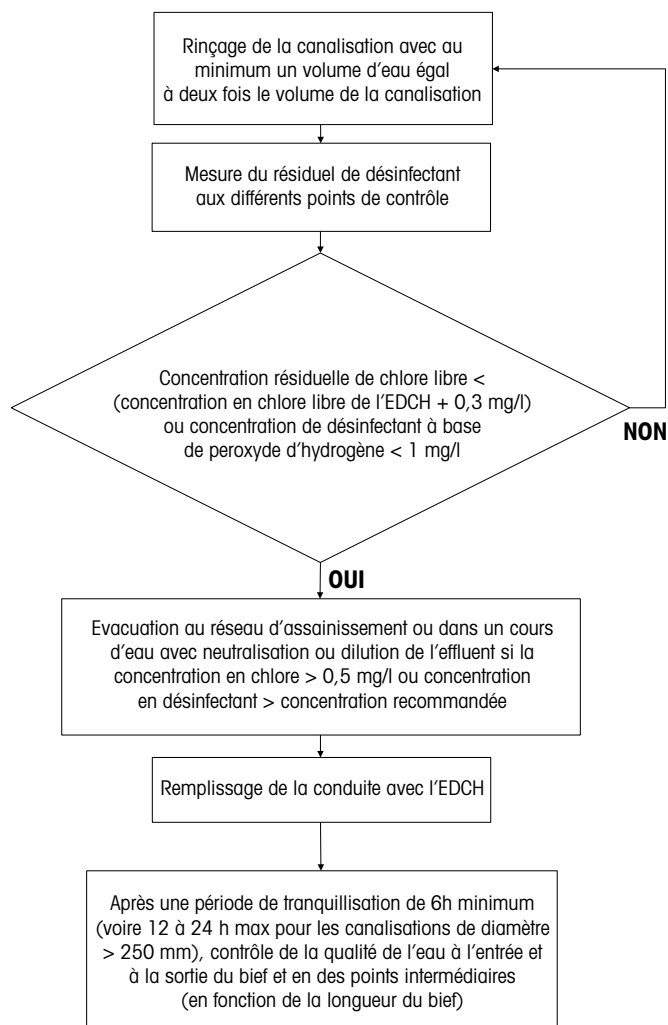 Rinçage de la canalisation avec au
minimum un volume d'eau égal
à deux fois le volume de la canalisation
Mesure du résiduel de désinfectant
aux différents points de contrôle
Concentration résiduelle de chlore libre <
(concentration en chlore libre de l'EDCH + 0,3 mg/l)
ou concentration de désinfectant à base
de peroxyde d'hydrogène < 1 mg/l
NON
OUI
Evacuation au réseau d'assainissement ou dans un cours
d'eau avec neutralisation ou dilution de l'effluent si la
concentration en chlore > 0,5 mg/l ou concentration
en désinfectant > concentration recommandée
Remplissage de la conduite avec l'EDCH
Après une période de tranquillisation de 6h minimum
(voire 12 à 24 h max pour les canalisations de diamètre
> 250 mm), contrôle de la qualité de l'eau à l'entrée et
à la sortie du bief et en des points intermédiaires
(en fonction de la longueur du bief)